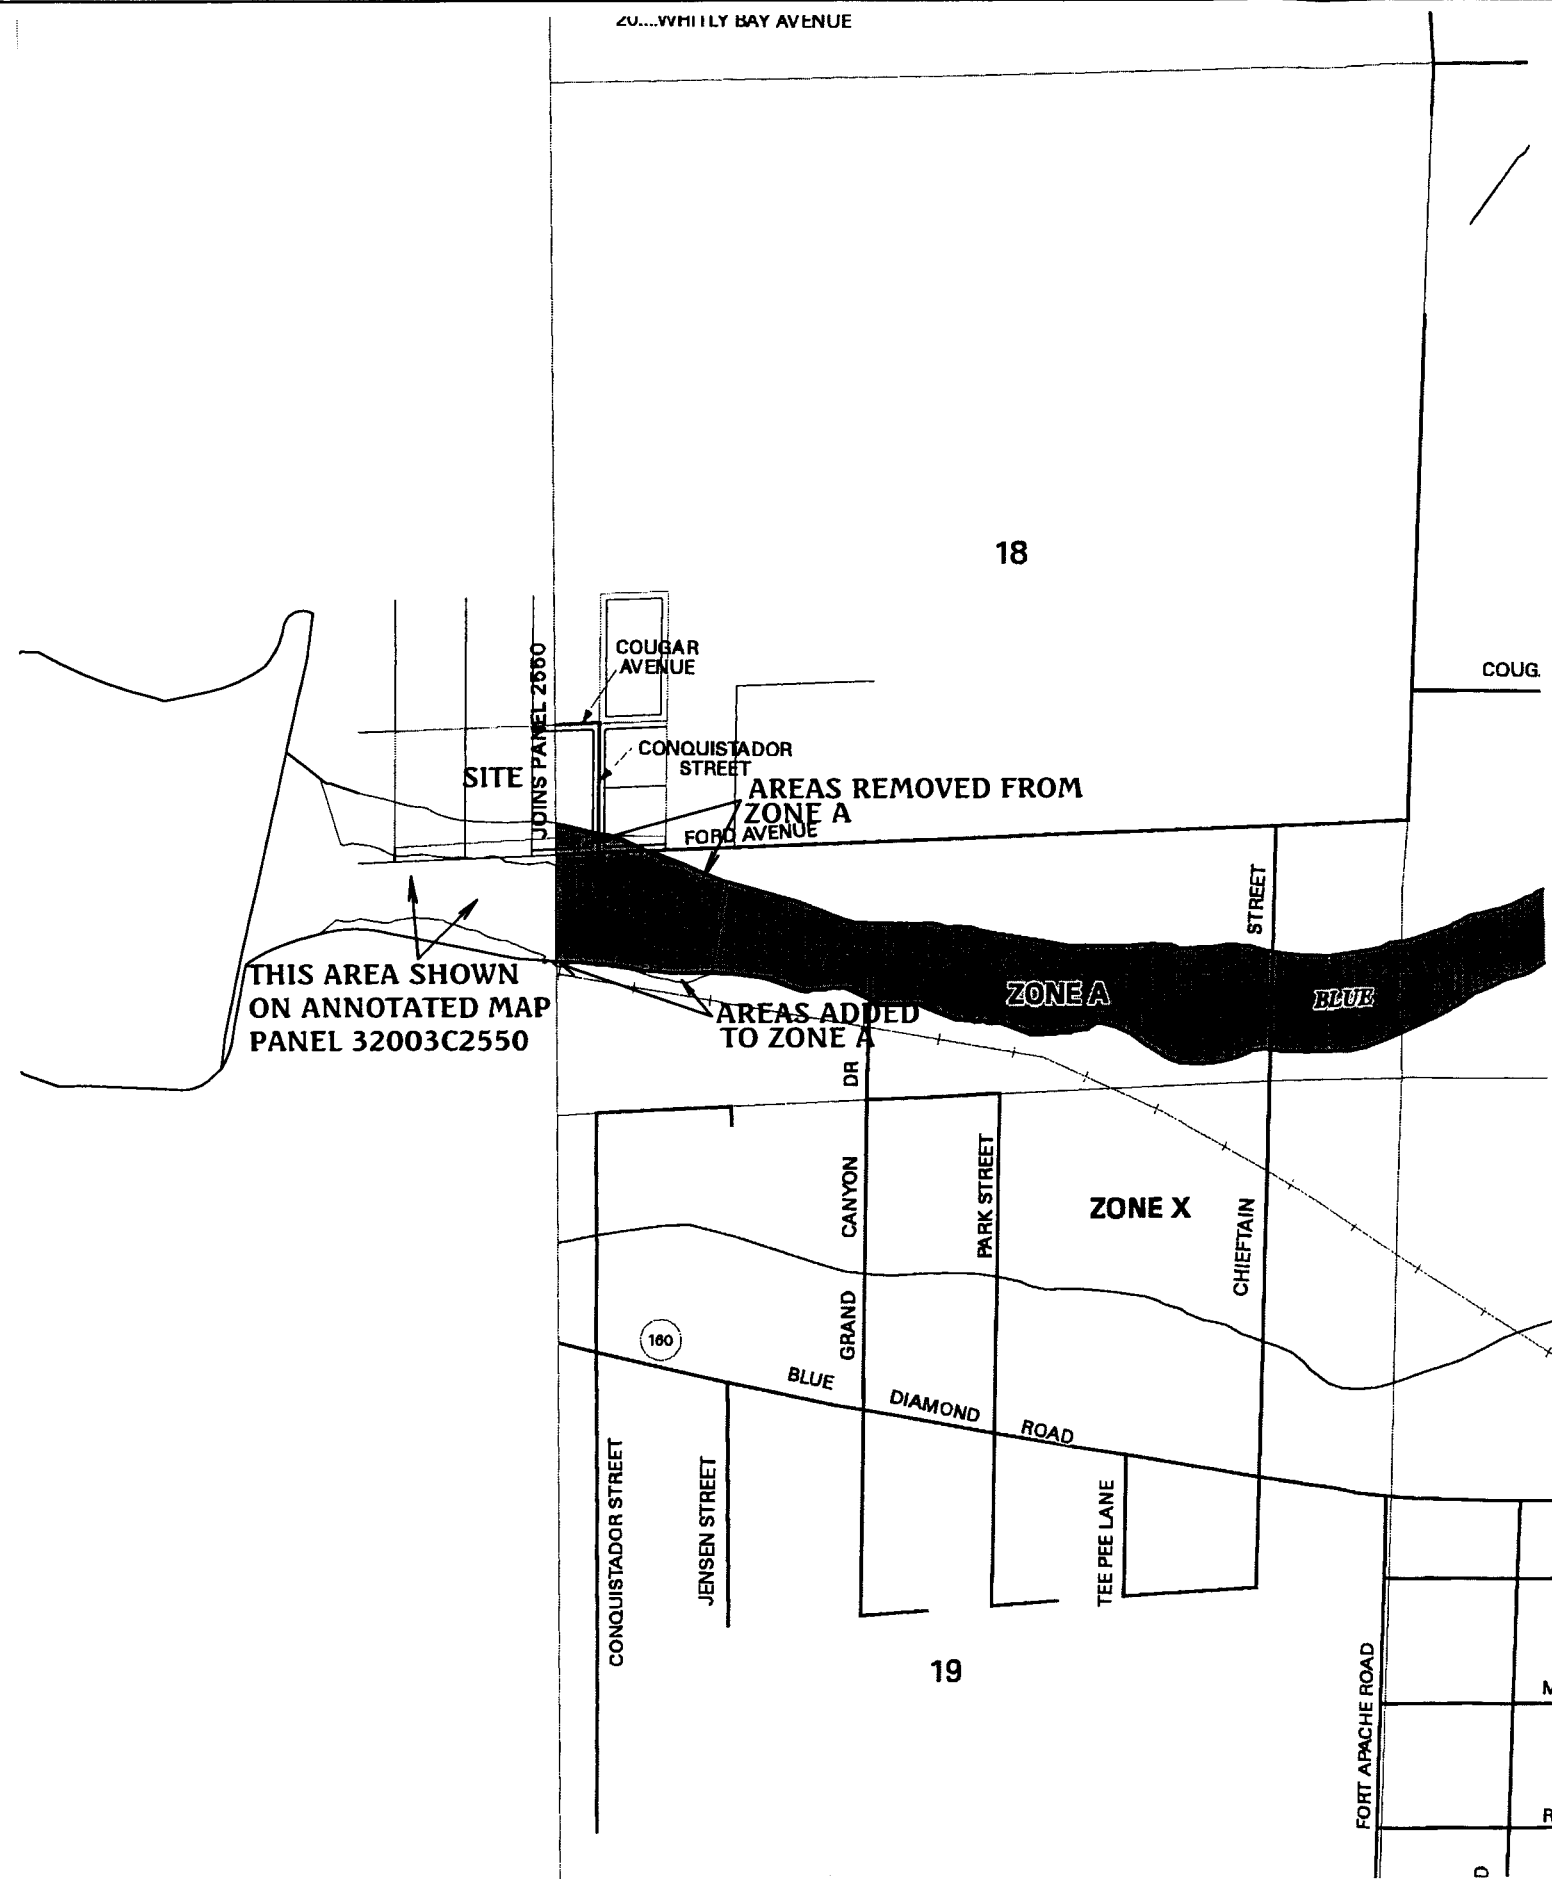 20....WHITLY BAY AVENUE
18
COUGAR
AVENUE
COUG
JOINS PANEL 2550
CONQUISTADOR
STREET
SITE
AREAS REMOVED FROM
ZONE A
FORD AVENUE
STREET
THIS AREA SHOWN
ON ANNOTATED MAP
PANEL 32003C2550
ZONE A
BLUE
AREAS ADDED
TO ZONE A
DR
CANYON
GRAND
PARK STREET
ZONE X
CHIEFTAIN
160
BLUE
DIAMOND
ROAD
CONQUISTADOR STREET
JENSEN STREET
TEE PEE LANE
19
FORT APACHE ROAD
M
R
D